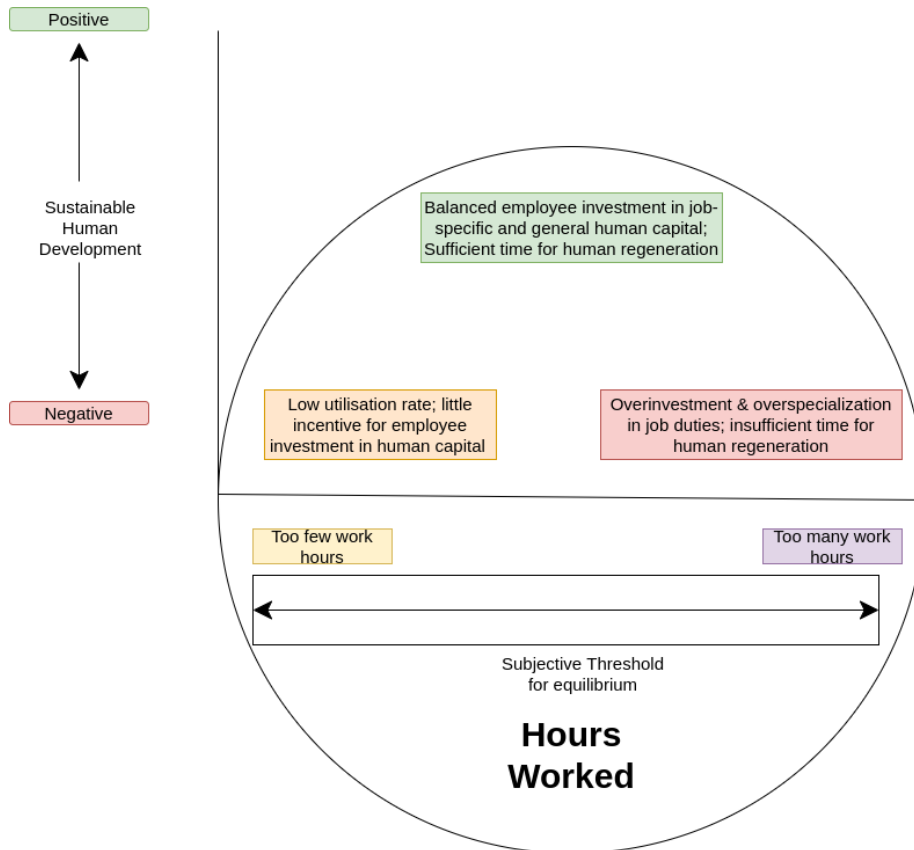 Positive
Sustainable
Human
Development
Negative
Balanced employee investment in job-
specific and general human capital;
Sufficient time for human regeneration
Low utilisation rate; little
incentive for employee
investment in human capital
Overinvestment & overspecialization
in job duties; insufficient time for
human regeneration
Too few work
hours
Too many work
hours
Subjective Threshold
for equilibrium
Hours
Worked